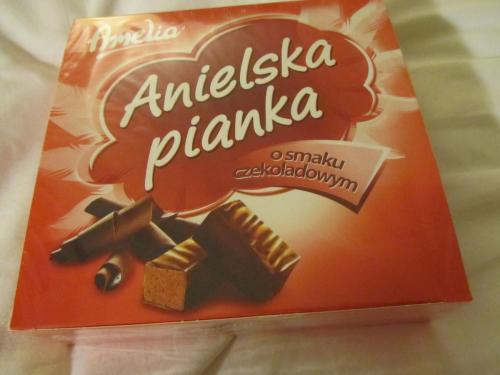 Amelia
Anielska
pianka
o smaku
czekoladowym